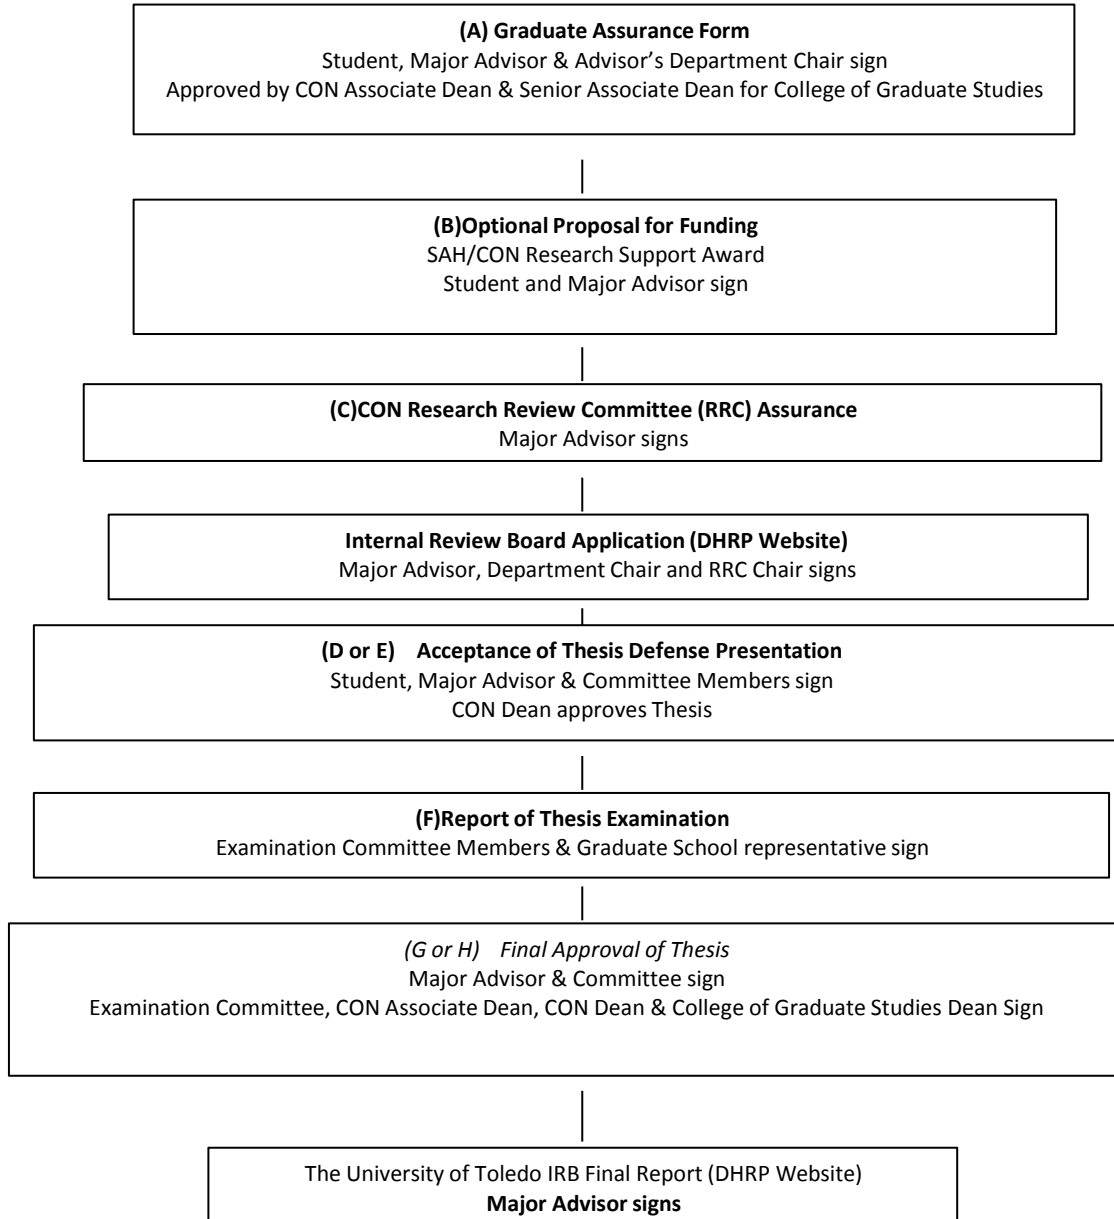 (A) Graduate Assurance Form
Student, Major Advisor & Advisor’s Department Chair sign
Approved by CON Associate Dean & Senior Associate Dean for College of Graduate Studies
(B)Optional Proposal for Funding
SAH/CON Research Support Award
Student and Major Advisor sign
(C)CON Research Review Committee (RRC) Assurance
Major Advisor signs
Internal Review Board Application (DHRP Website)
Major Advisor, Department Chair and RRC Chair signs
(D or E) Acceptance of Thesis Defense Presentation
Student, Major Advisor & Committee Members sign
CON Dean approves Thesis
(F)Report of Thesis Examination
Examination Committee Members & Graduate School representative sign
(G or H) Final Approval of Thesis
Major Advisor & Committee sign
Examination Committee, CON Associate Dean, CON Dean & College of Graduate Studies Dean Sign
The University of Toledo IRB Final Report (DHRP Website)
Major Advisor signs